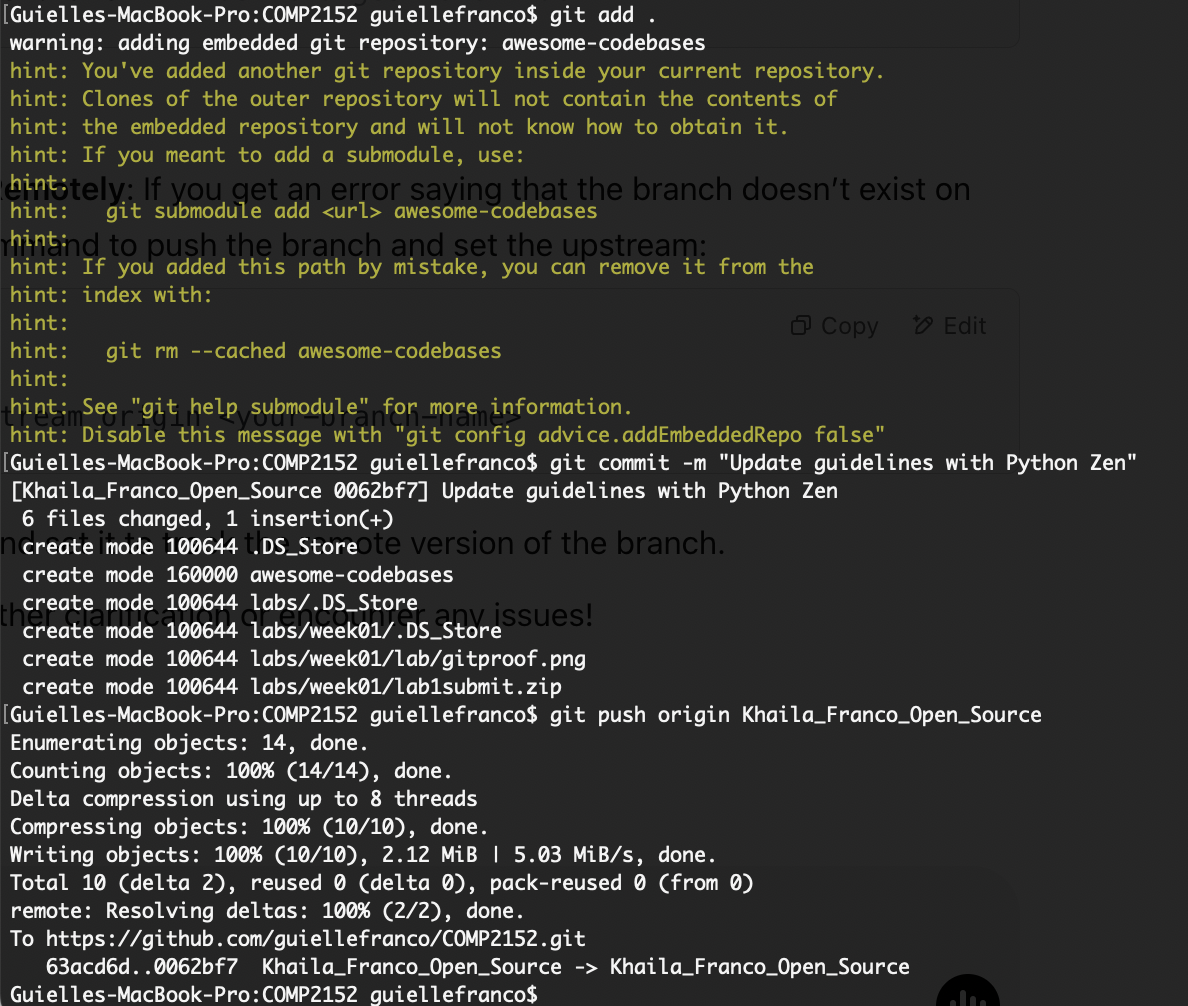 [Guielles-MacBook-Pro:COMP2152 guiellefranco$ git add .
warning: adding embedded git repository: awesome-codebases
hint: You've added another git repository inside your current repository.
hint: Clones of the outer repository will not contain the contents of
hint: the embedded repository and will not know how to obtain it.
hint: If you meant to add a submodule, use:
hint:
emotely: If you get an error saying that the branch doesn't exist on
hint:   git submodule add <url> awesome-codebases
hint:
mmand to push the branch and set the upstream:
hint: If you added this path by mistake, you can remove it from the
hint: index with:
hint:
Copy Edit
hint:   git rm --cached awesome-codebases
hint:
hint: See "git help submodule" for more information.
tream origin <your-branch-name>
hint: Disable this message with "git config advice.addEmbeddedRepo false"
[Guielles-MacBook-Pro:COMP2152 guiellefranco$ git commit -m "Update guidelines with Python Zen"
[Khaila_Franco_Open_Source 0062bf7] Update guidelines with Python Zen
 6 files changed, 1 insertion(+)
 create mode 100644 .DS_Store
nd set it to track the remote version of the branch.
 create mode 160000 awesome-codebases
 create mode 100644 labs/.DS_Store
ther clarification or encounter any issues!
 create mode 100644 labs/week01/.DS_Store
 create mode 100644 labs/week01/lab/gitproof.png
 create mode 100644 labs/week01/lab1submit.zip
[Guielles-MacBook-Pro:COMP2152 guiellefranco$ git push origin Khaila_Franco_Open_Source
Enumerating objects: 14, done.
Counting objects: 100% (14/14), done.
Delta compression using up to 8 threads
Compressing objects: 100% (10/10), done.
Writing objects: 100% (10/10), 2.12 MiB | 5.03 MiB/s, done.
Total 10 (delta 2), reused 0 (delta 0), pack-reused 0 (from 0)
remote: Resolving deltas: 100% (2/2), done.
To https://github.com/guiellefranco/COMP2152.git
   63acd6d..0062bf7  Khaila_Franco_Open_Source -> Khaila_Franco_Open_Source
Guielles-MacBook-Pro:COMP2152 guiellefranco$